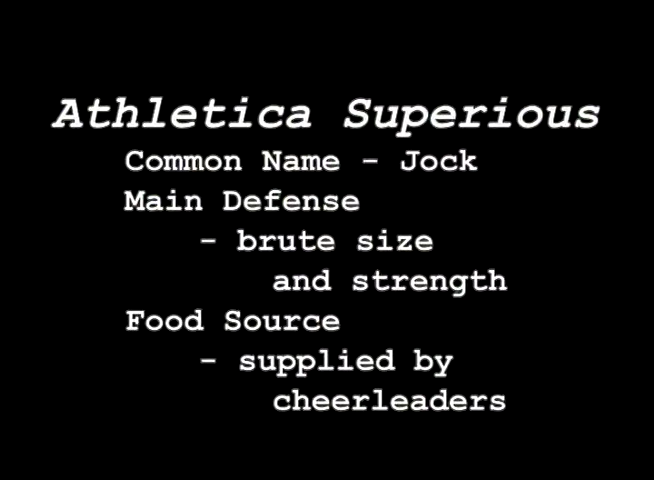 Athletica Superious
Common Name - Jock
Main Defense
- brute size
and strength
Food Source
- supplied by
cheerleaders